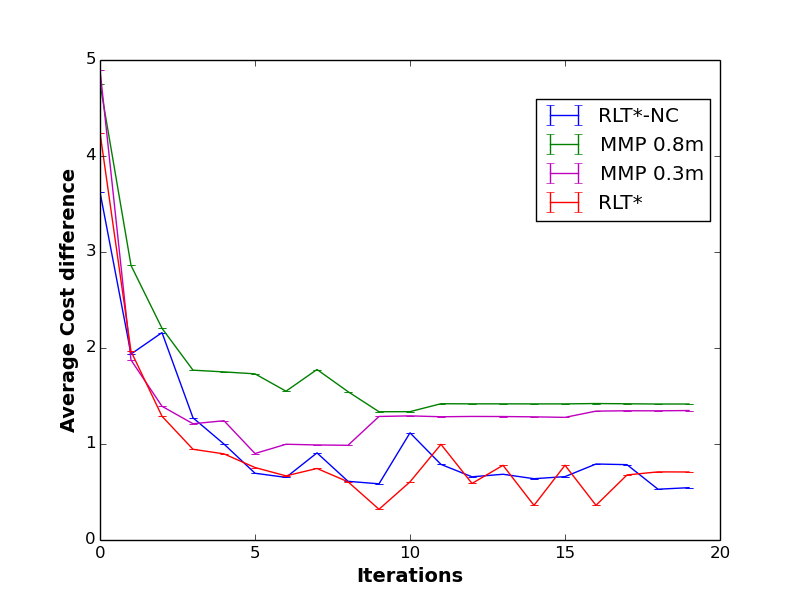 5
4
3
2
1
0
0
5
10
15
20
Average Cost difference
Iterations
RLT*-NC
MMP 0.8m
MMP 0.3m
RLT*